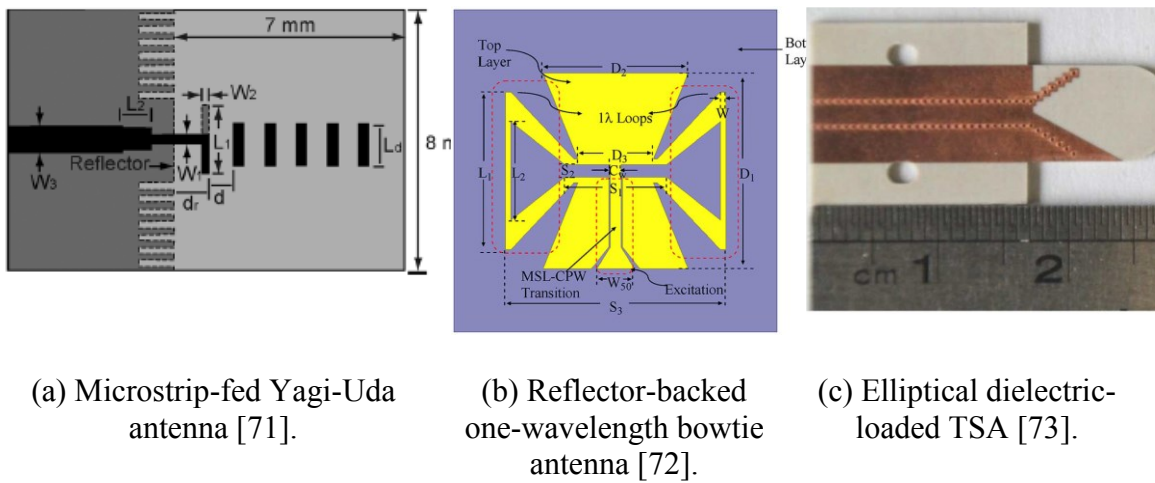 7 mm
W2
L2
L1
Ld
8 m
W3
Reflector
W1
dr
d
Top
Layer
D2
Bot
Lay
1λ Loops
W
D3
L1
L2
S2
Cw
D1
S1
MSL-CPW
Transition
W50
Excitation
S3
cm 1 2
(a) Microstrip-fed Yagi-Uda
antenna [71].
(b) Reflector-backed
one-wavelength bowtie
antenna [72].
(c) Elliptical dielectric-
loaded TSA [73].